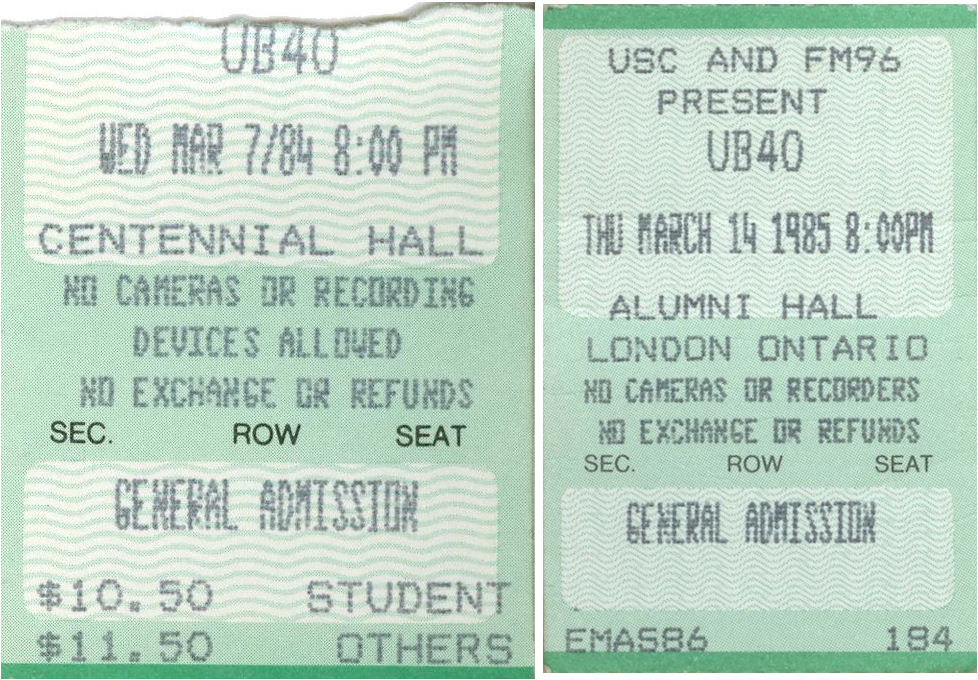 UB40
WED MAR 7/84 8:00 PM
CENTENNIAL HALL
NO CAMERAS OR RECORDING
DEVICES ALLOWED
NO EXCHANGE OR REFUNDS
SEC. ROW SEAT
GENERAL ADMISSION
$10.50 STUDENT
$11.50 OTHERS
USC AND FM96
PRESENT
UB40
THU MARCH 14 1985 8:00PM
ALUMNI HALL
LONDON ONTARIO
NO CAMERAS OR RECORDERS
NO EXCHANGE OR REFUNDS
SEC. ROW SEAT
GENERAL ADMISSION
EMAS86 184